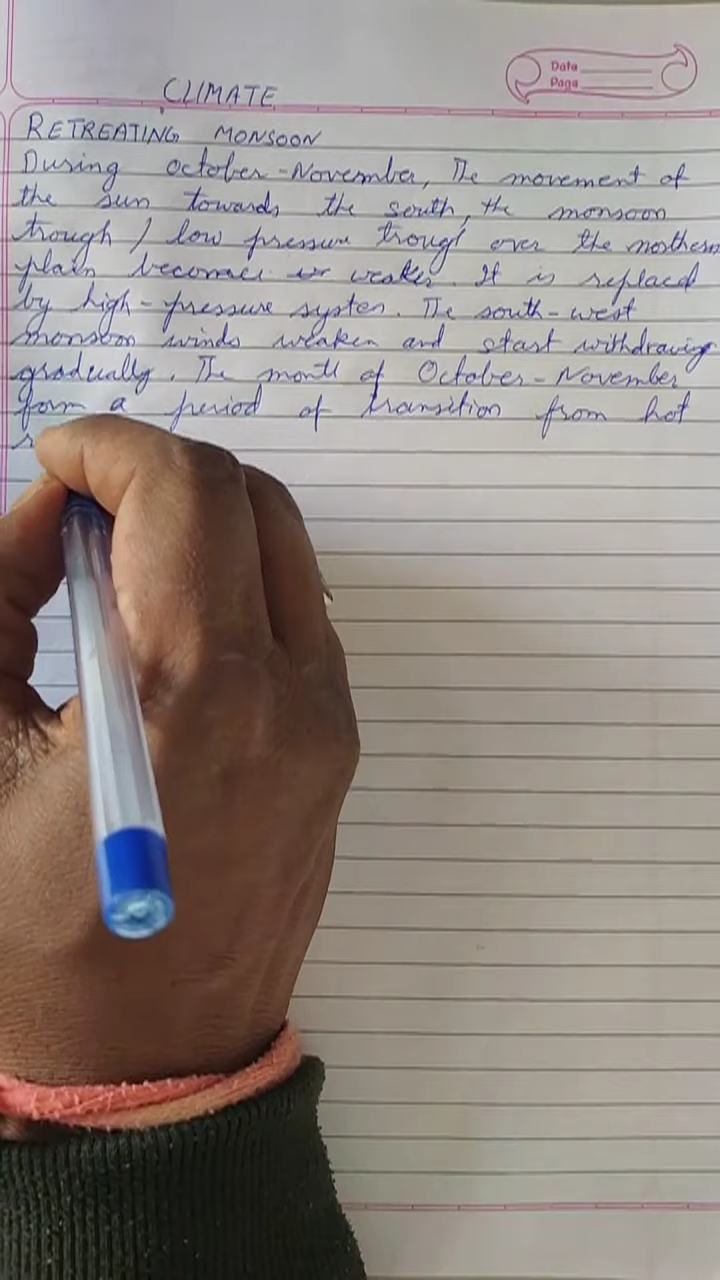 Date
Page
CLIMATE
RETREATING MONSOON
During October-November, The movement of
the sun towards the south, the monsoon
trough / low pressure trough over the northern
plain becomes weaker. It is replaced
by high-pressure system. The south-west
monsoon winds weaken and start withdrawing
gradually. The month of October-November
form a period of transition from hot